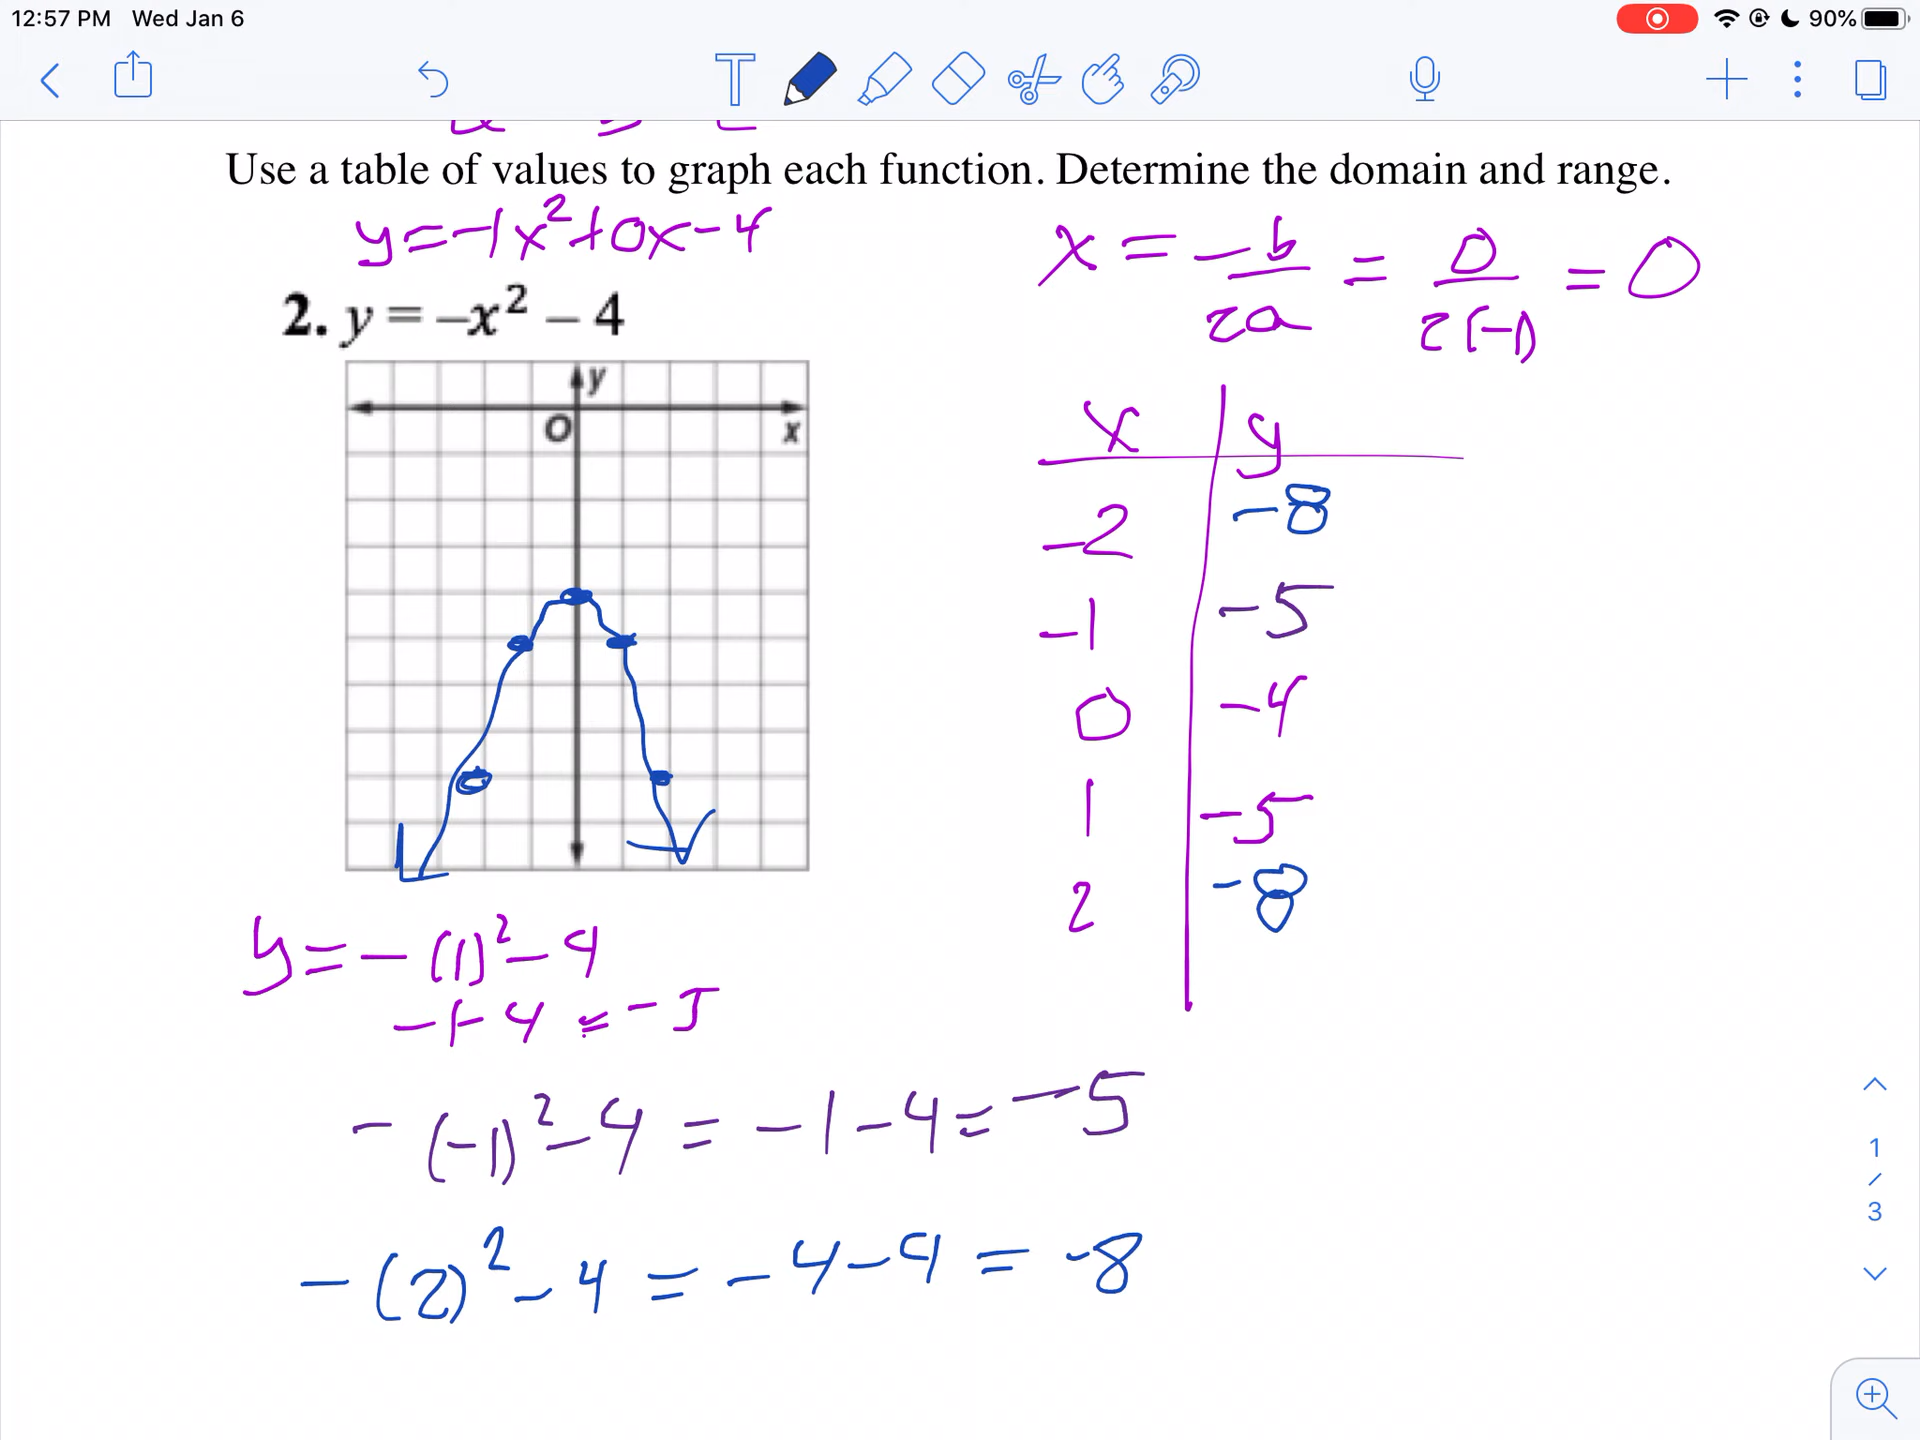 12:57 PM Wed Jan 6
90%
Use a table of values to graph each function. Determine the domain and range.
y=-1x²+0x-4
x = -b/2a = 0/2(-1) = 0
2. y = –x² – 4
y
O
x
x y
-2 -8
-1 -5
0 -4
1 -5
2 -8
y = -(1)²-4
-1-4 = -5
-(-1)²-4 = -1-4 = -5
-(2)²-4 = -4-4 = -8
1
/
3